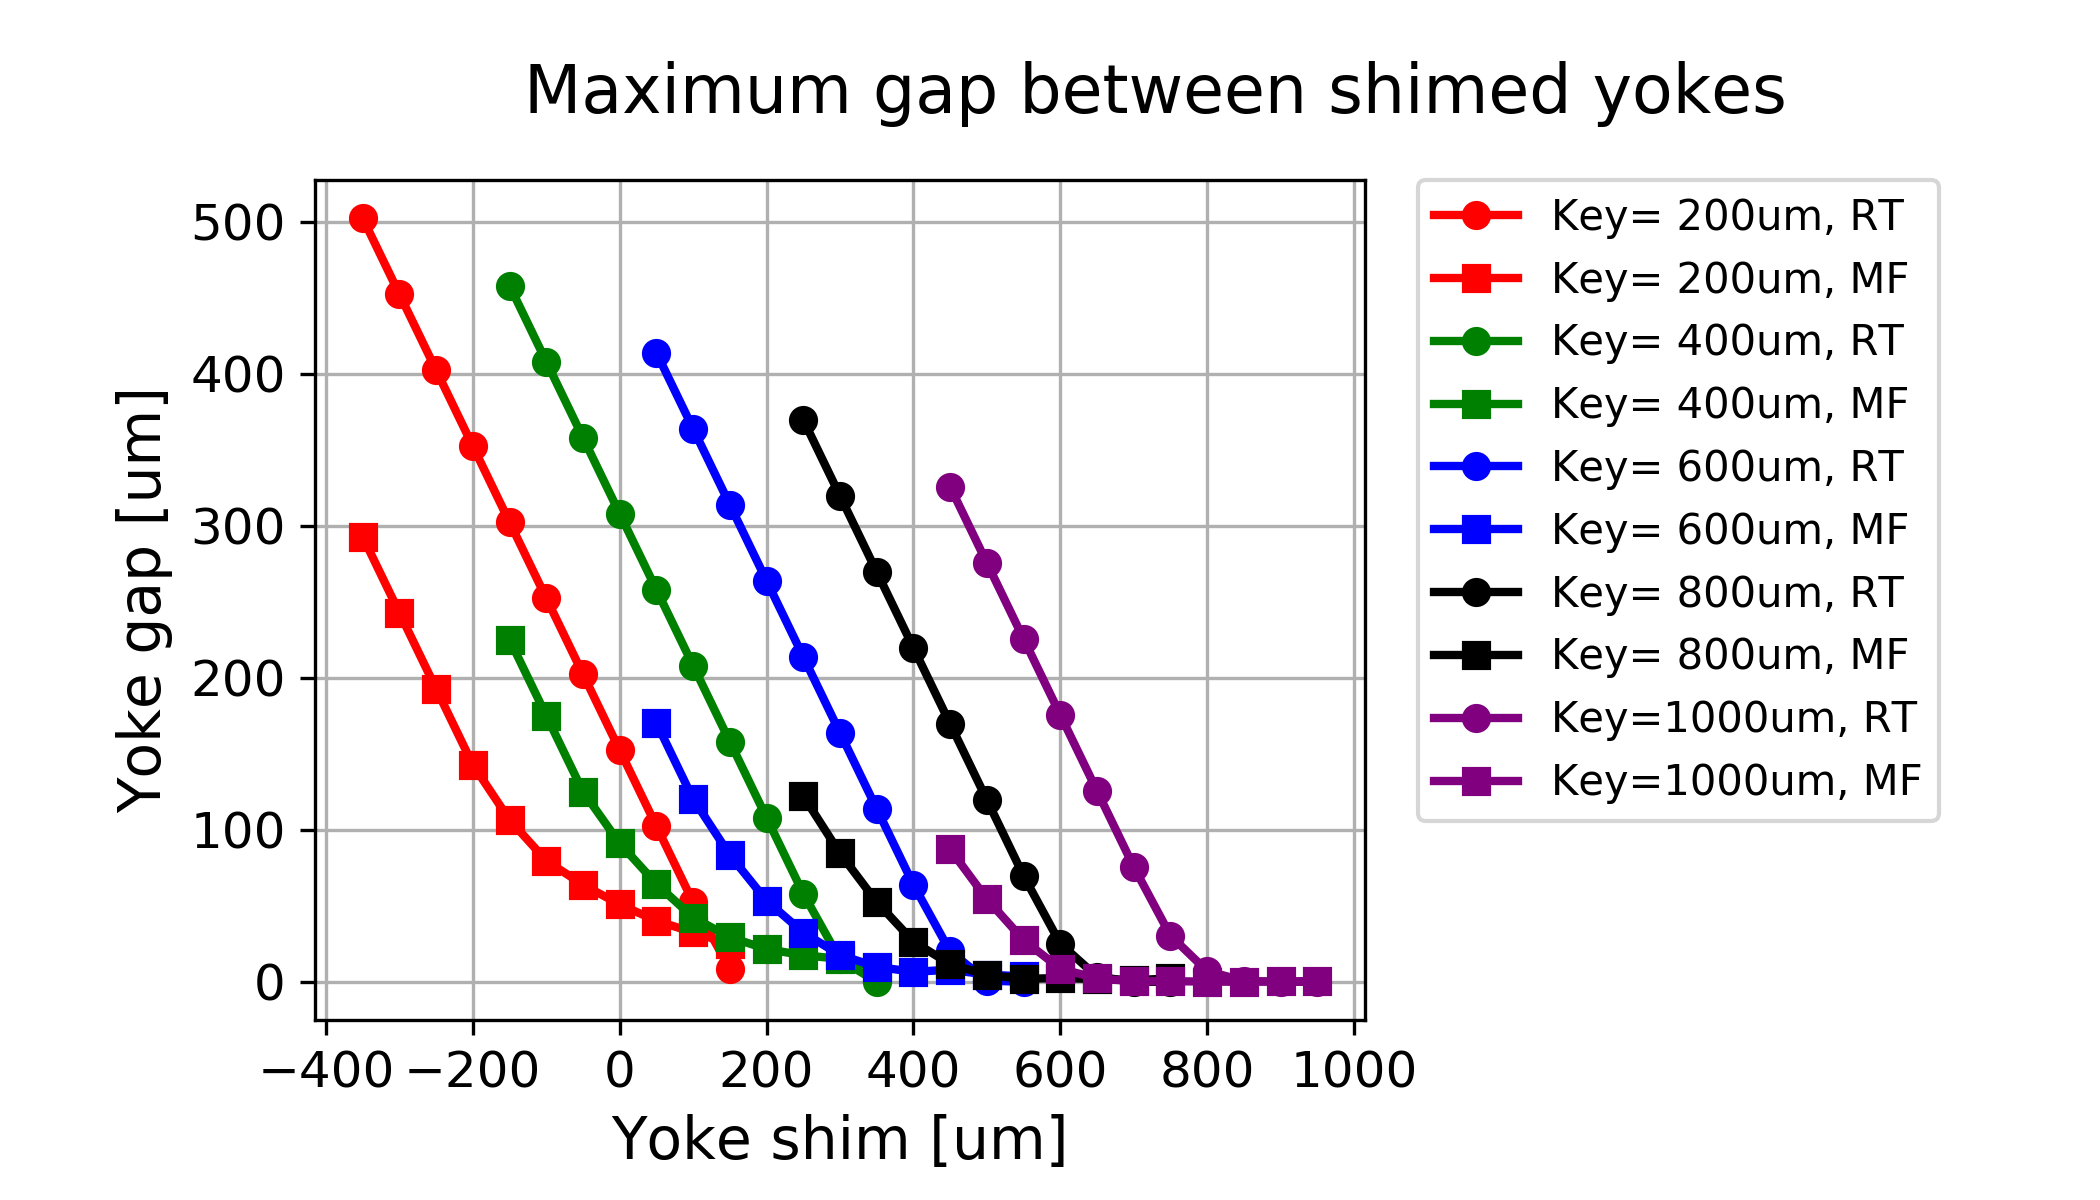 Maximum gap between shimed yokes
Yoke gap [um]
500
400
300
200
100
0
−400
−200
0
200
400
600
800
1000
Yoke shim [um]
Key= 200um, RT
Key= 200um, MF
Key= 400um, RT
Key= 400um, MF
Key= 600um, RT
Key= 600um, MF
Key= 800um, RT
Key= 800um, MF
Key=1000um, RT
Key=1000um, MF